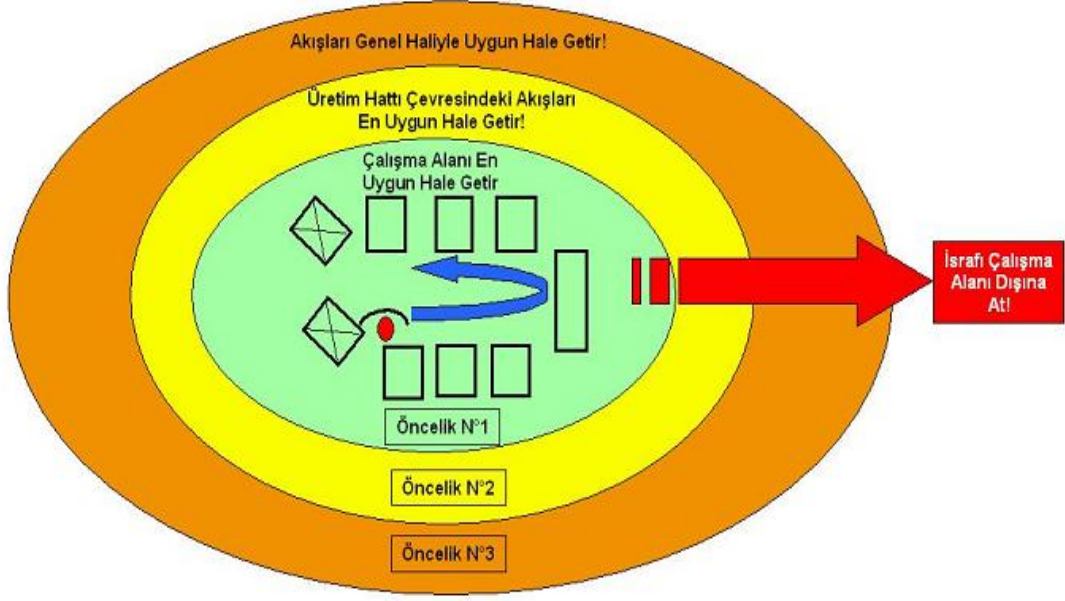 Akışları Genel Haliyle Uygun Hale Getir!
Üretim Hattı Çevresindeki Akışları
En Uygun Hale Getir!
Çalışma Alanı En
Uygun Hale Getir
İsrafı Çalışma
Alanı Dışına
At!
Öncelik N°1
Öncelik N°2
Öncelik N°3